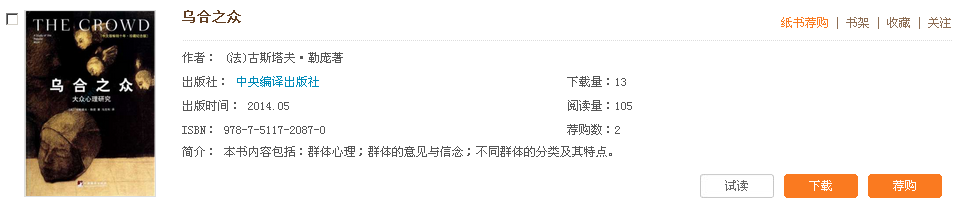 THE CROWD
乌合之众
大众心理研究
乌合之众
纸书荐购 | 书架 | 收藏 | 关注
作者： (法)古斯塔夫·勒庞著
出版社： 中央编译出版社
下载量：13
出版时间： 2014.05
阅读量：105
ISBN： 978-7-5117-2087-0
荐购数：2
简介： 本书内容包括：群体心理；群体的意见与信念；不同群体的分类及其特点。
试读
下载
荐购